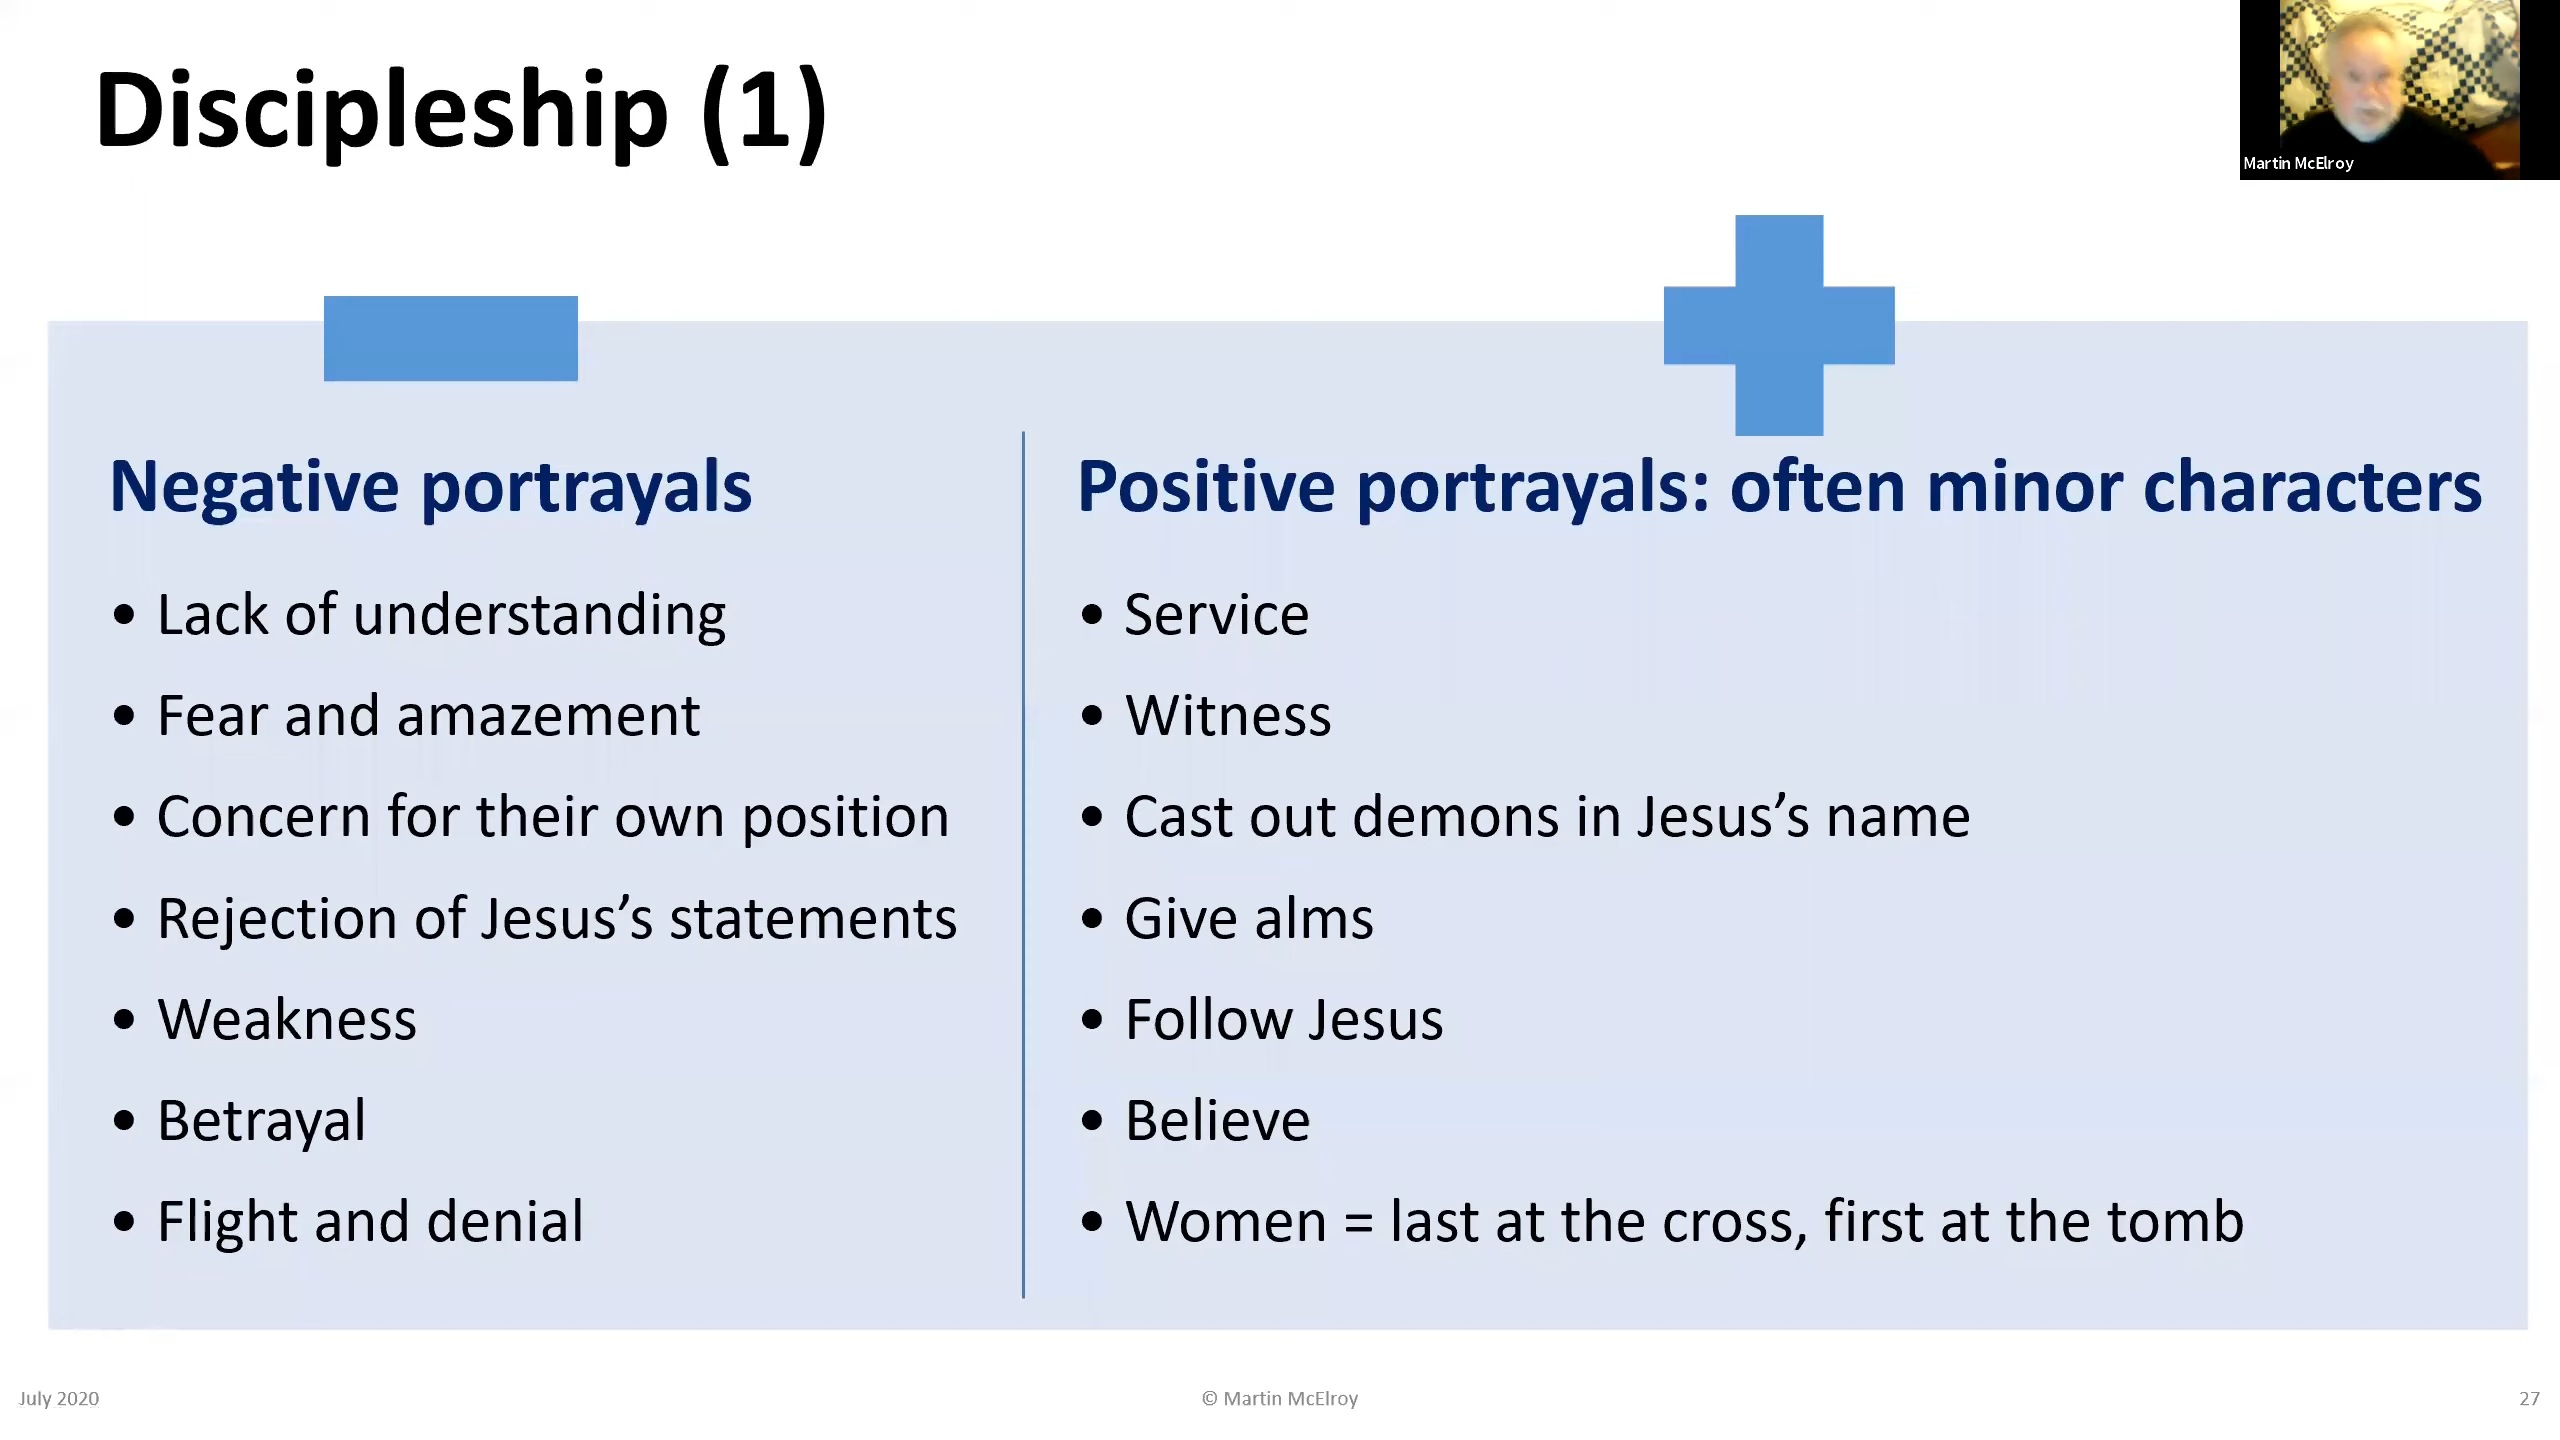 Discipleship (1)
Martin McElroy
Negative portrayals
• Lack of understanding
• Fear and amazement
• Concern for their own position
• Rejection of Jesus’s statements
• Weakness
• Betrayal
• Flight and denial
Positive portrayals: often minor characters
• Service
• Witness
• Cast out demons in Jesus’s name
• Give alms
• Follow Jesus
• Believe
• Women = last at the cross, first at the tomb
July 2020
© Martin McElroy
27